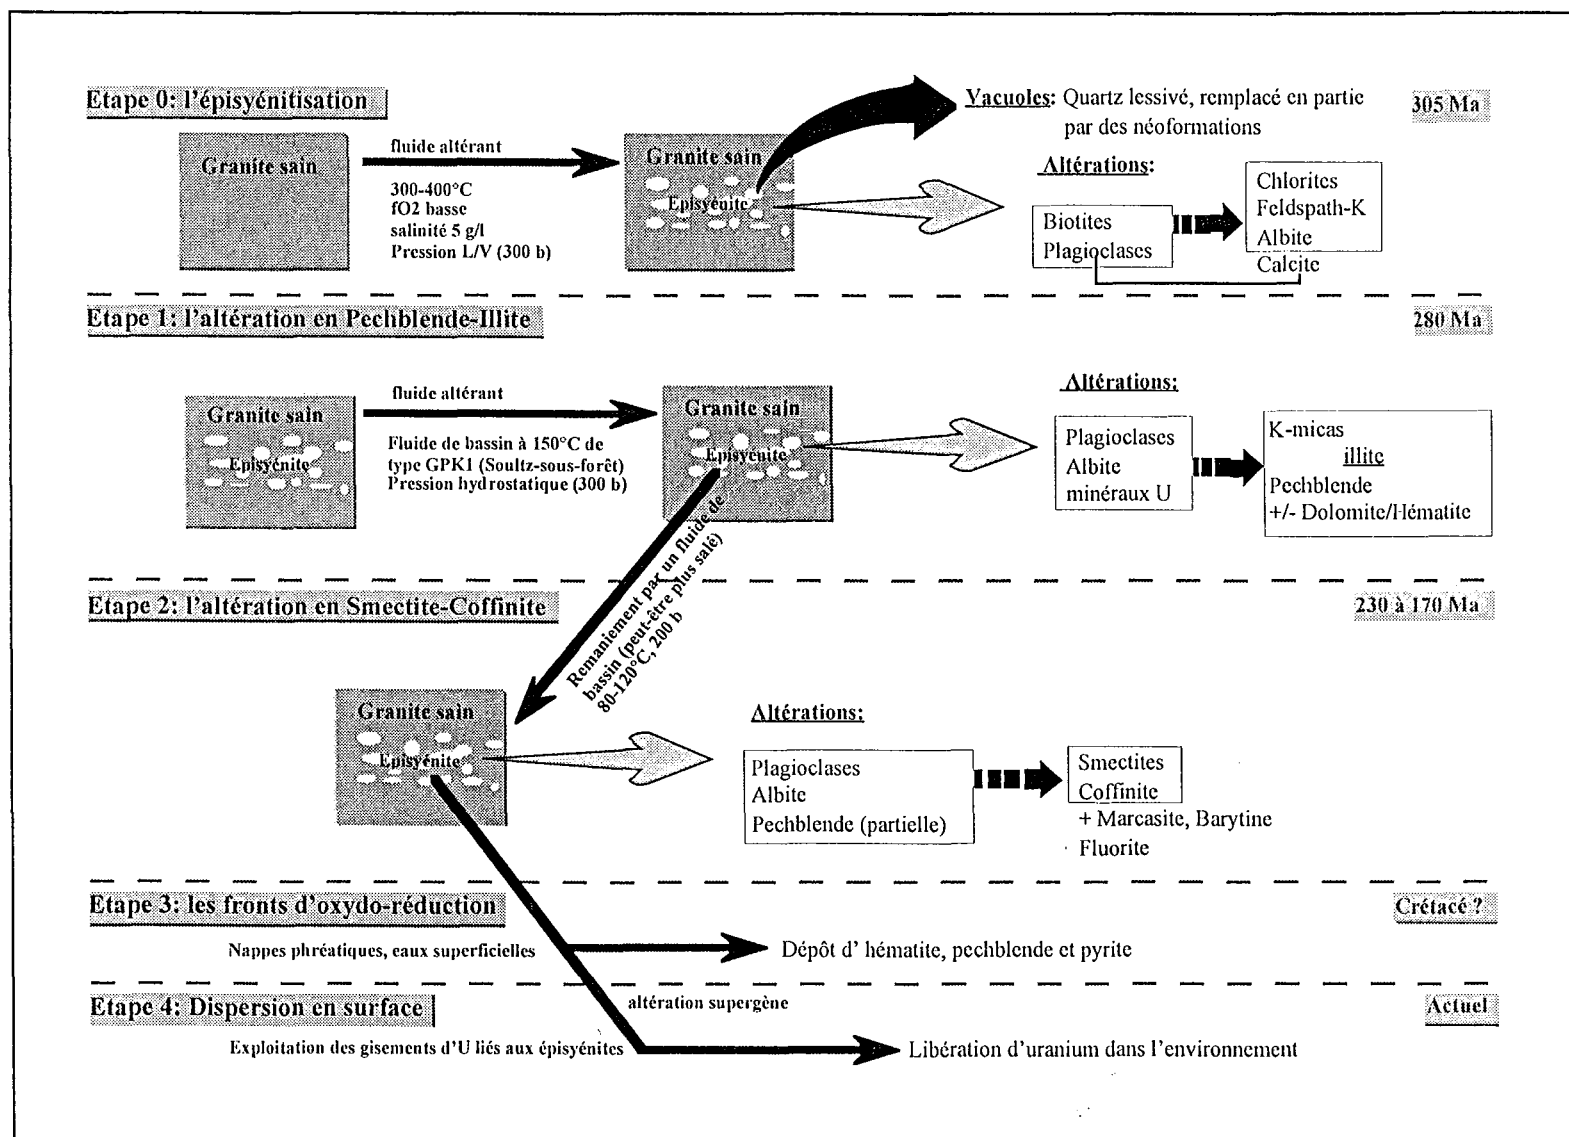 Etape 0: l'épisyénitisation
305 Ma
Granite sain
fluide altérant
300-400°C
fO2 basse
salinité 5 g/l
Pression L/V (300 b)
Granite sain
Episyénite
Vacuoles: Quartz lessivé, remplacé en partie
par des néoformations
Altérations:
Biotites
Plagioclases
Chlorites
Feldspath-K
Albite
Calcite
Etape 1: l'altération en Pechblende-Illite
280 Ma
Granite sain
Episyénite
fluide altérant
Fluide de bassin à 150°C de
type GPK1 (Soultz-sous-forêt)
Pression hydrostatique (300 b)
Granite sain
Episyénite
Altérations:
Plagioclases
Albite
minéraux U
K-micas
illite
Pechblende
+/- Dolomite/Hématite
Remaniement par un fluide de
bassin (peut-être plus salé)
80-120°C, 200 b
Etape 2: l'altération en Smectite-Coffinite
230 à 170 Ma
Granite sain
Episyénite
Altérations:
Plagioclases
Albite
Pechblende (partielle)
Smectites
Coffinite
+ Marcasite, Barytine
Fluorite
Etape 3: les fronts d'oxydo-réduction
Crétacé ?
Nappes phréatiques, eaux superficielles
Dépôt d' hématite, pechblende et pyrite
Etape 4: Dispersion en surface
Actuel
altération supergène
Exploitation des gisements d'U liés aux épisyénites
Libération d'uranium dans l'environnement